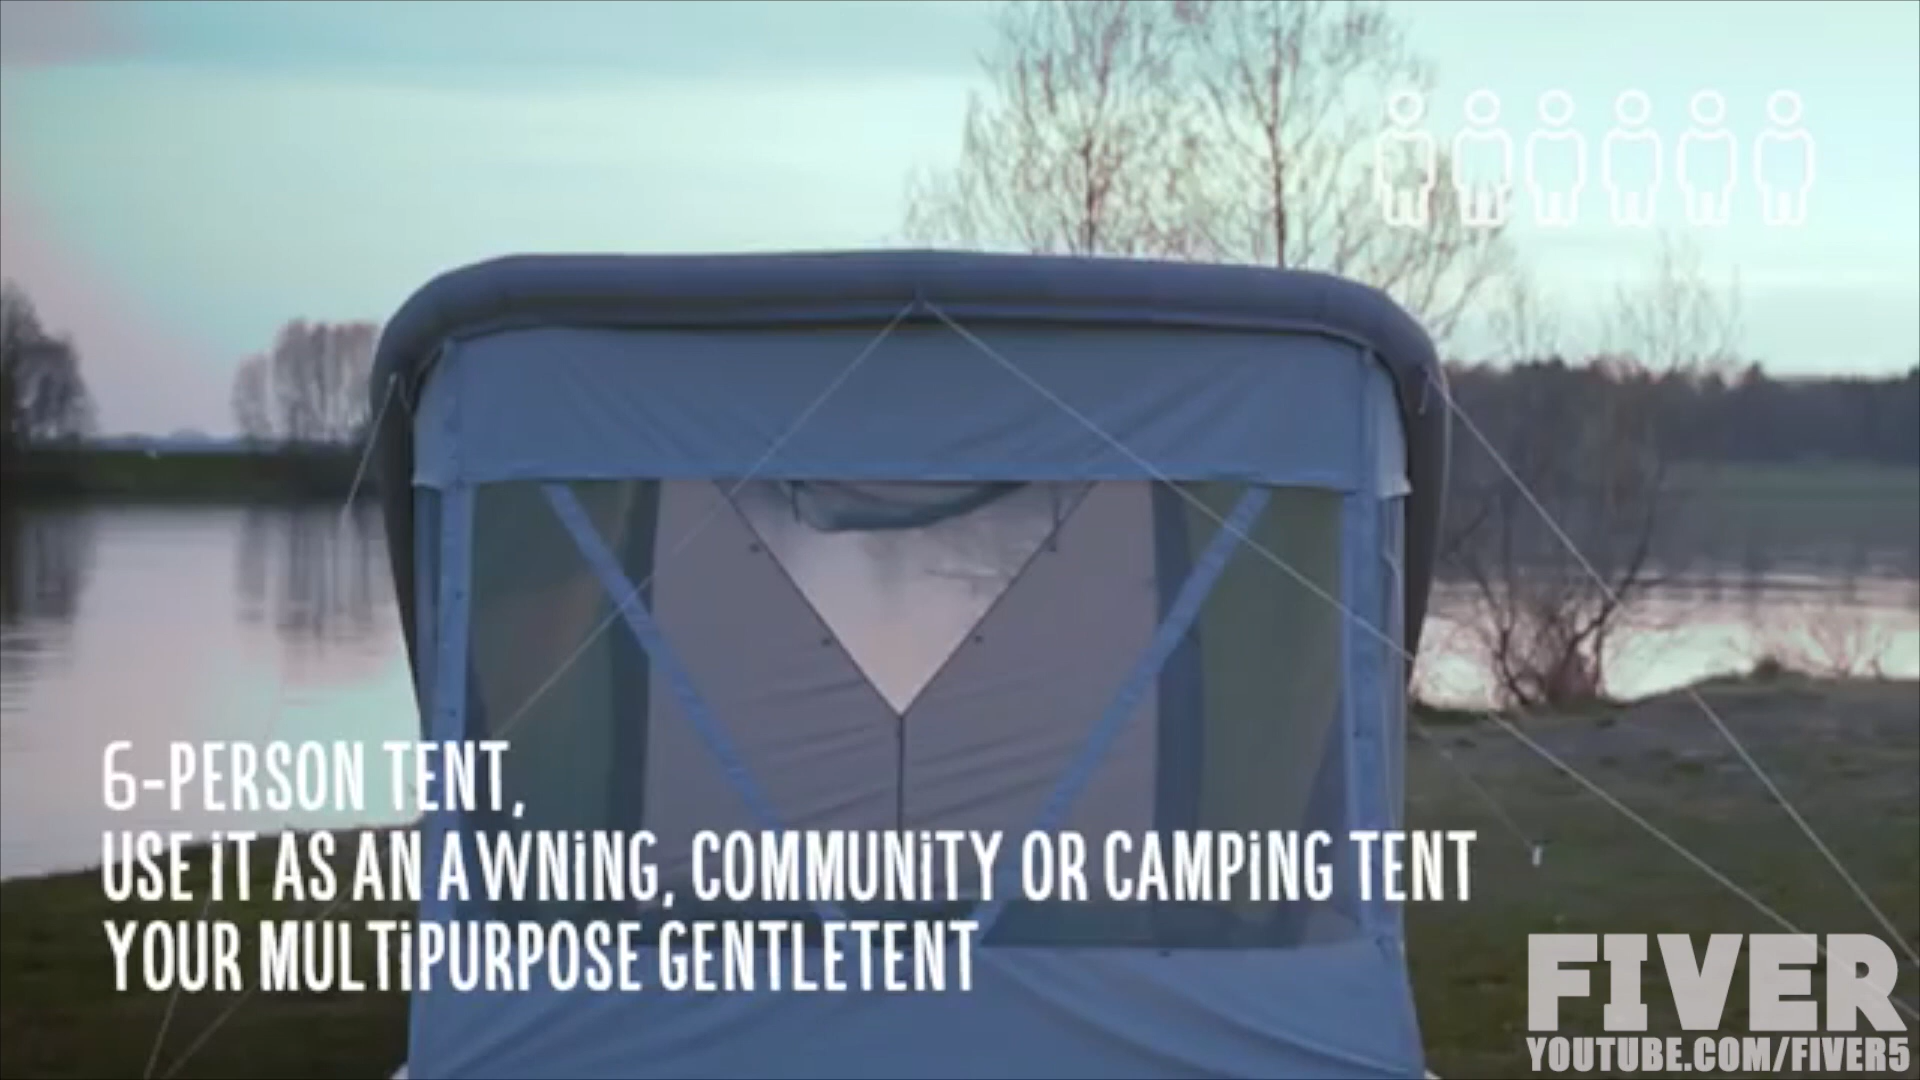 6-PERSON TENT,
USE iT AS AN AWNiNG, COMMUNiTY OR CAMPiNG TENT
YOUR MULTiPURPOSE GENTLETENT
FIVER
YOUTUBE.COM/FIVER5